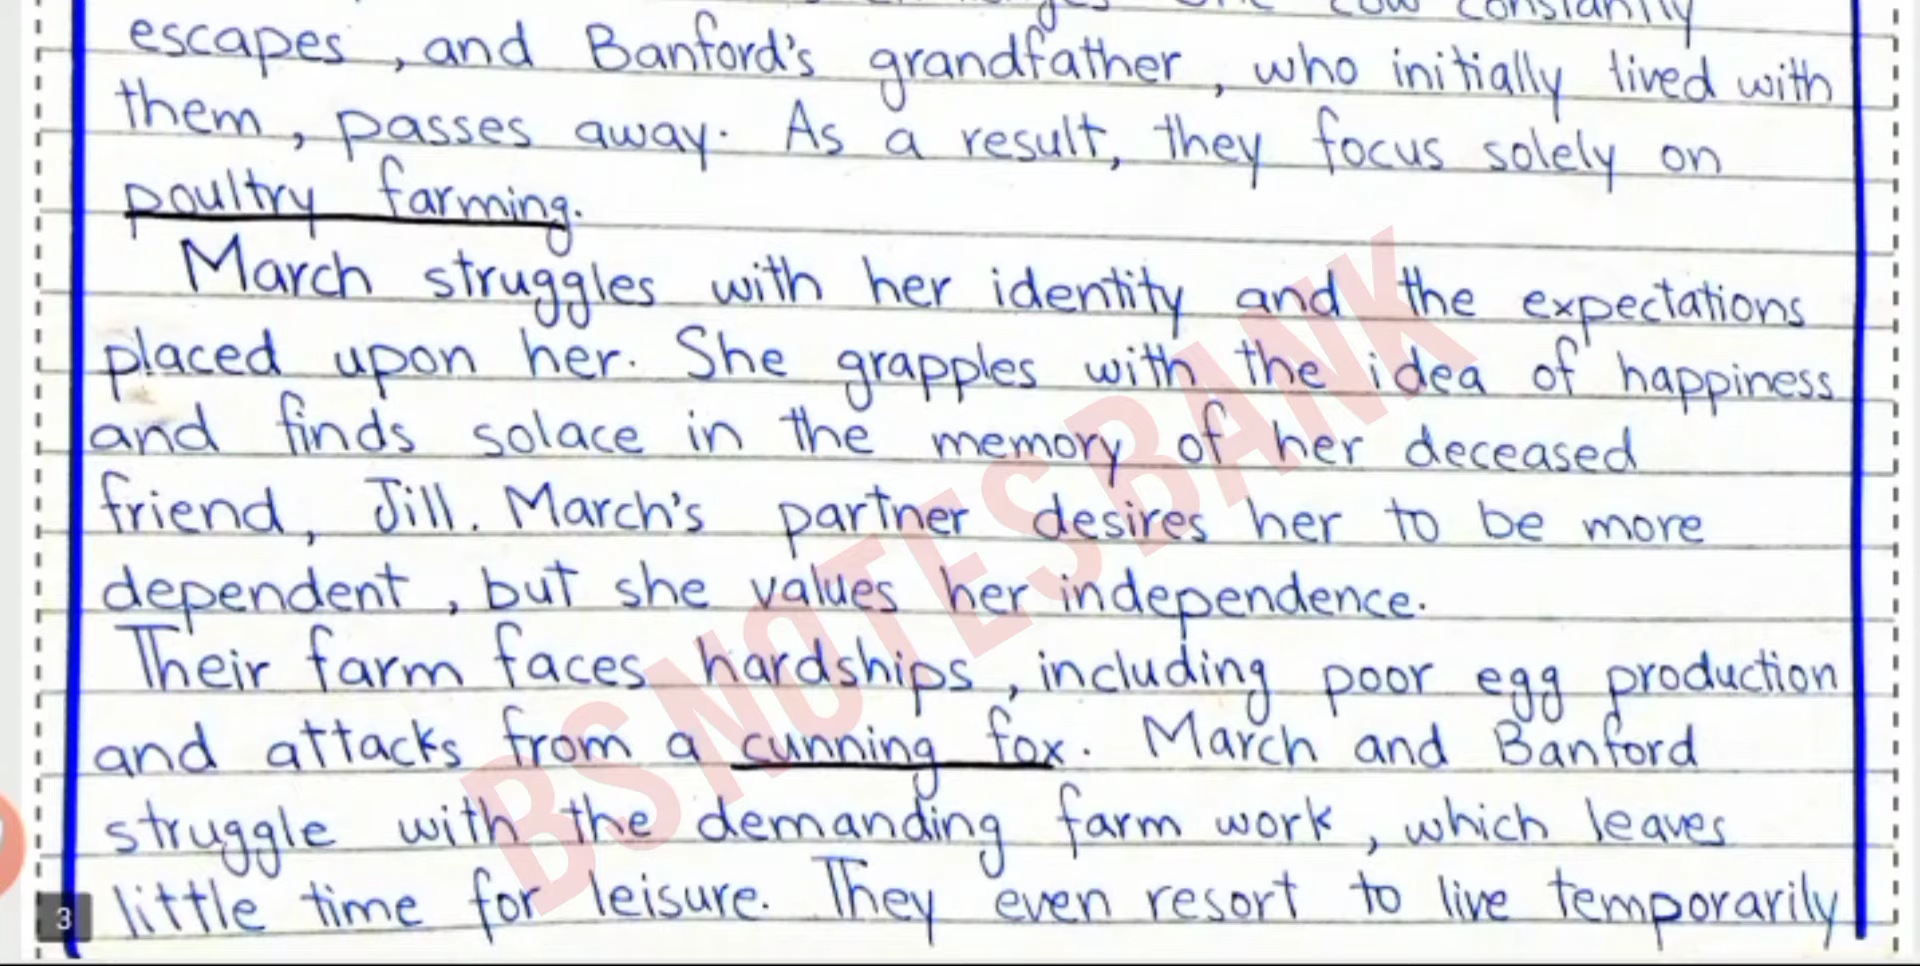 constantly
escapes, and Banford's grandfather, who initially lived with
them, passes away. As a result, they focus solely on
poultry farming.
March struggles with her identity and the expectations
placed upon her. She grapples with the idea of happiness
and finds solace in the memory of her deceased
friend, Jill. March's partner desires her to be more
dependent, but she values her independence.
Their farm faces hardships, including poor egg production
and attacks from a cunning fox. March and Banford
struggle with the demanding farm work, which leaves
little time for leisure. They even resort to live temporarily
BSNOTESBANK
3